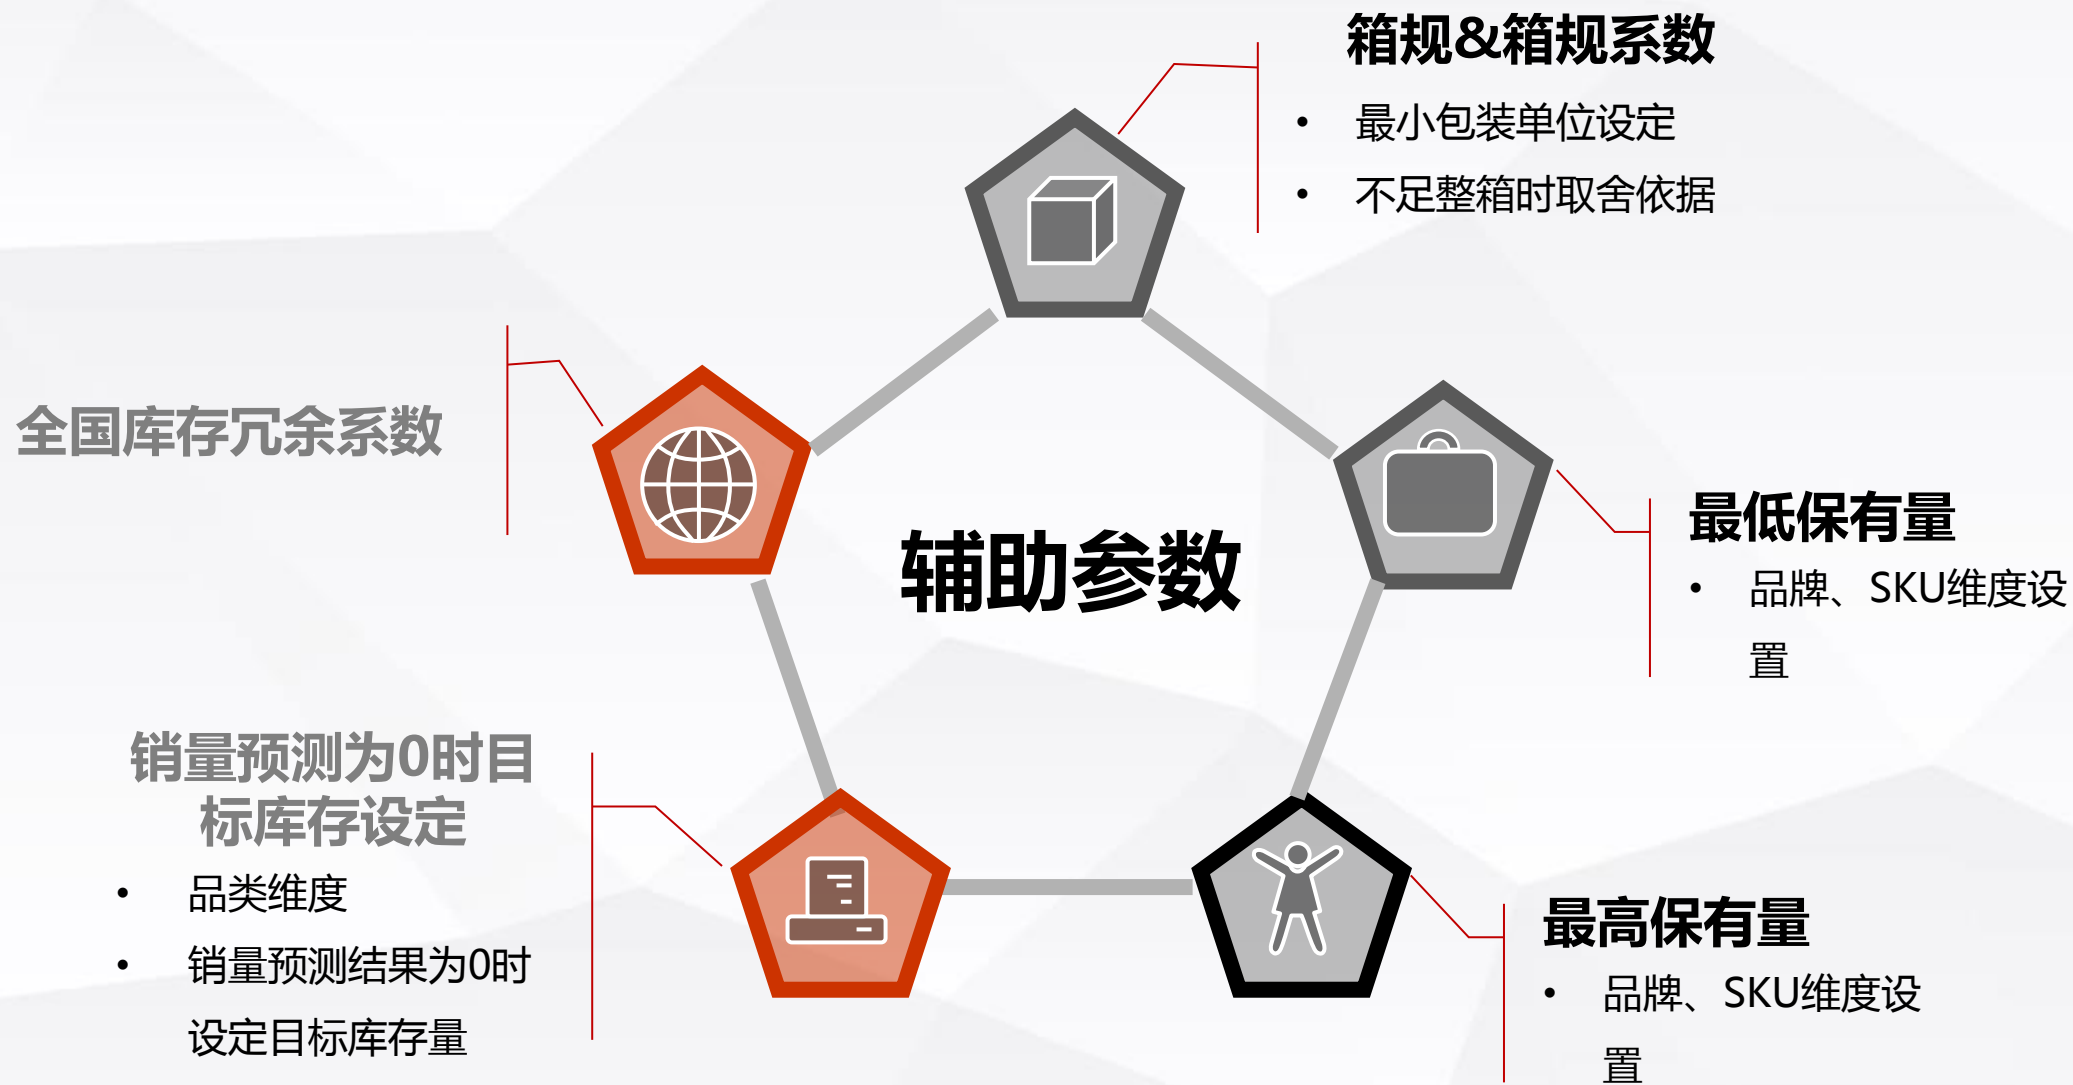 箱规&箱规系数
• 最小包装单位设定
• 不足整箱时取舍依据
全国库存冗余系数
辅助参数
最低保有量
• 品牌、SKU维度设
置
销量预测为0时目
标库存设定
• 品类维度
• 销量预测结果为0时
设定目标库存量
最高保有量
• 品牌、SKU维度设
置